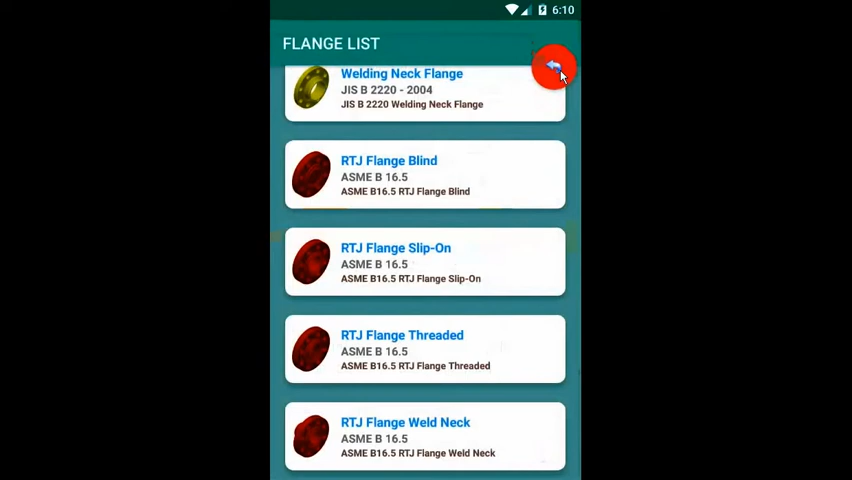 6:10
FLANGE LIST
Welding Neck Flange
JIS B 2220 - 2004
JIS B 2220 Welding Neck Flange
RTJ Flange Blind
ASME B 16.5
ASME B16.5 RTJ Flange Blind
RTJ Flange Slip-On
ASME B 16.5
ASME B16.5 RTJ Flange Slip-On
RTJ Flange Threaded
ASME B 16.5
ASME B16.5 RTJ Flange Threaded
RTJ Flange Weld Neck
ASME B 16.5
ASME B16.5 RTJ Flange Weld Neck